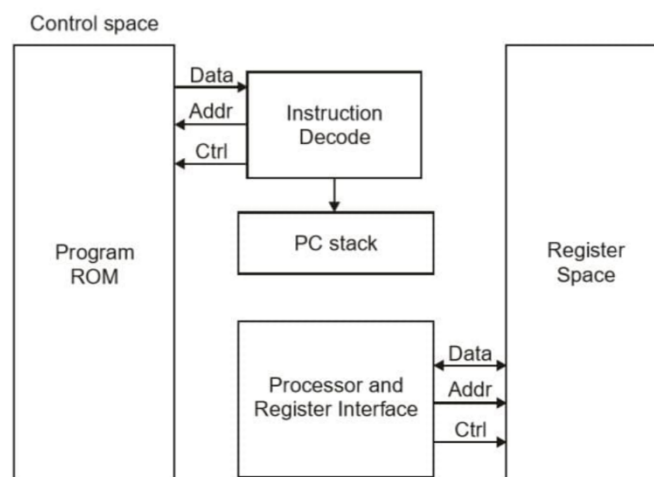 Control space
Data
Addr
Ctrl
Instruction
Decode
PC stack
Program
ROM
Register
Space
Processor and
Register Interface
Data
Addr
Ctrl